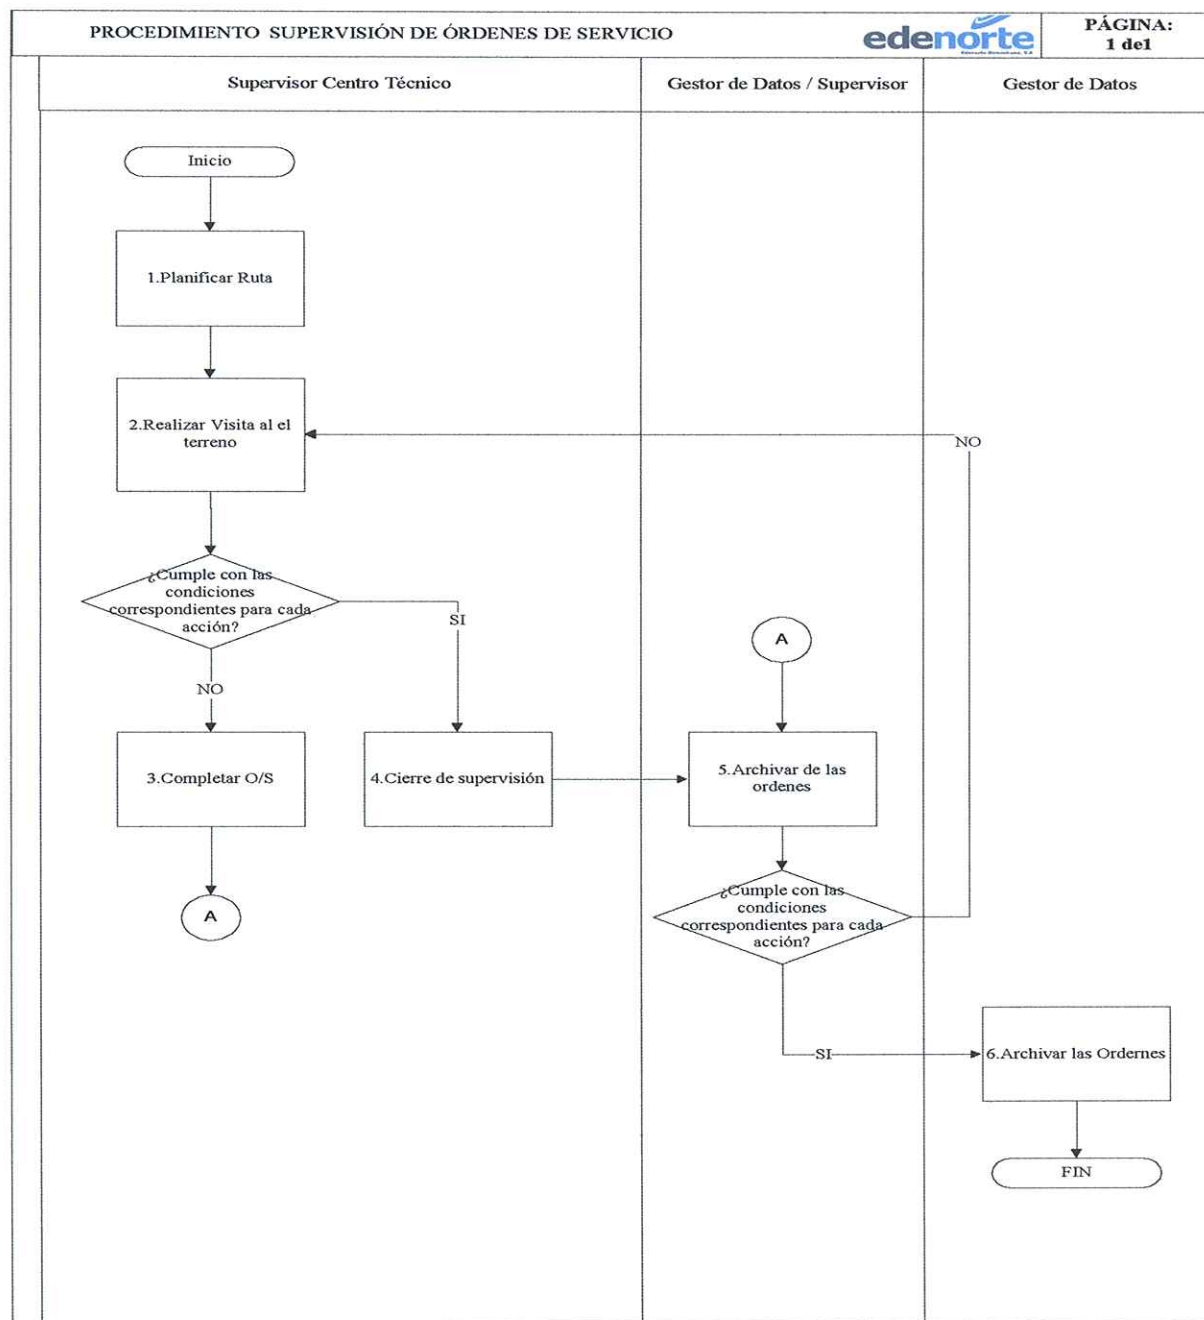 PROCEDIMIENTO SUPERVISIÓN DE ÓRDENES DE SERVICIO
edenorte
PÁGINA:
1 de1
Supervisor Centro Técnico
Gestor de Datos / Supervisor
Gestor de Datos
Inicio
1.Planificar Ruta
2.Realizar Visita al el
terreno
NO
¿Cumple con las
condiciones
correspondientes para cada
acción?
SI
A
NO
3.Completar O/S
4.Cierre de supervisión
5.Archivar de las
ordenes
A
¿Cumple con las
condiciones
correspondientes para cada
acción?
SI
6.Archivar las Ordernes
FIN